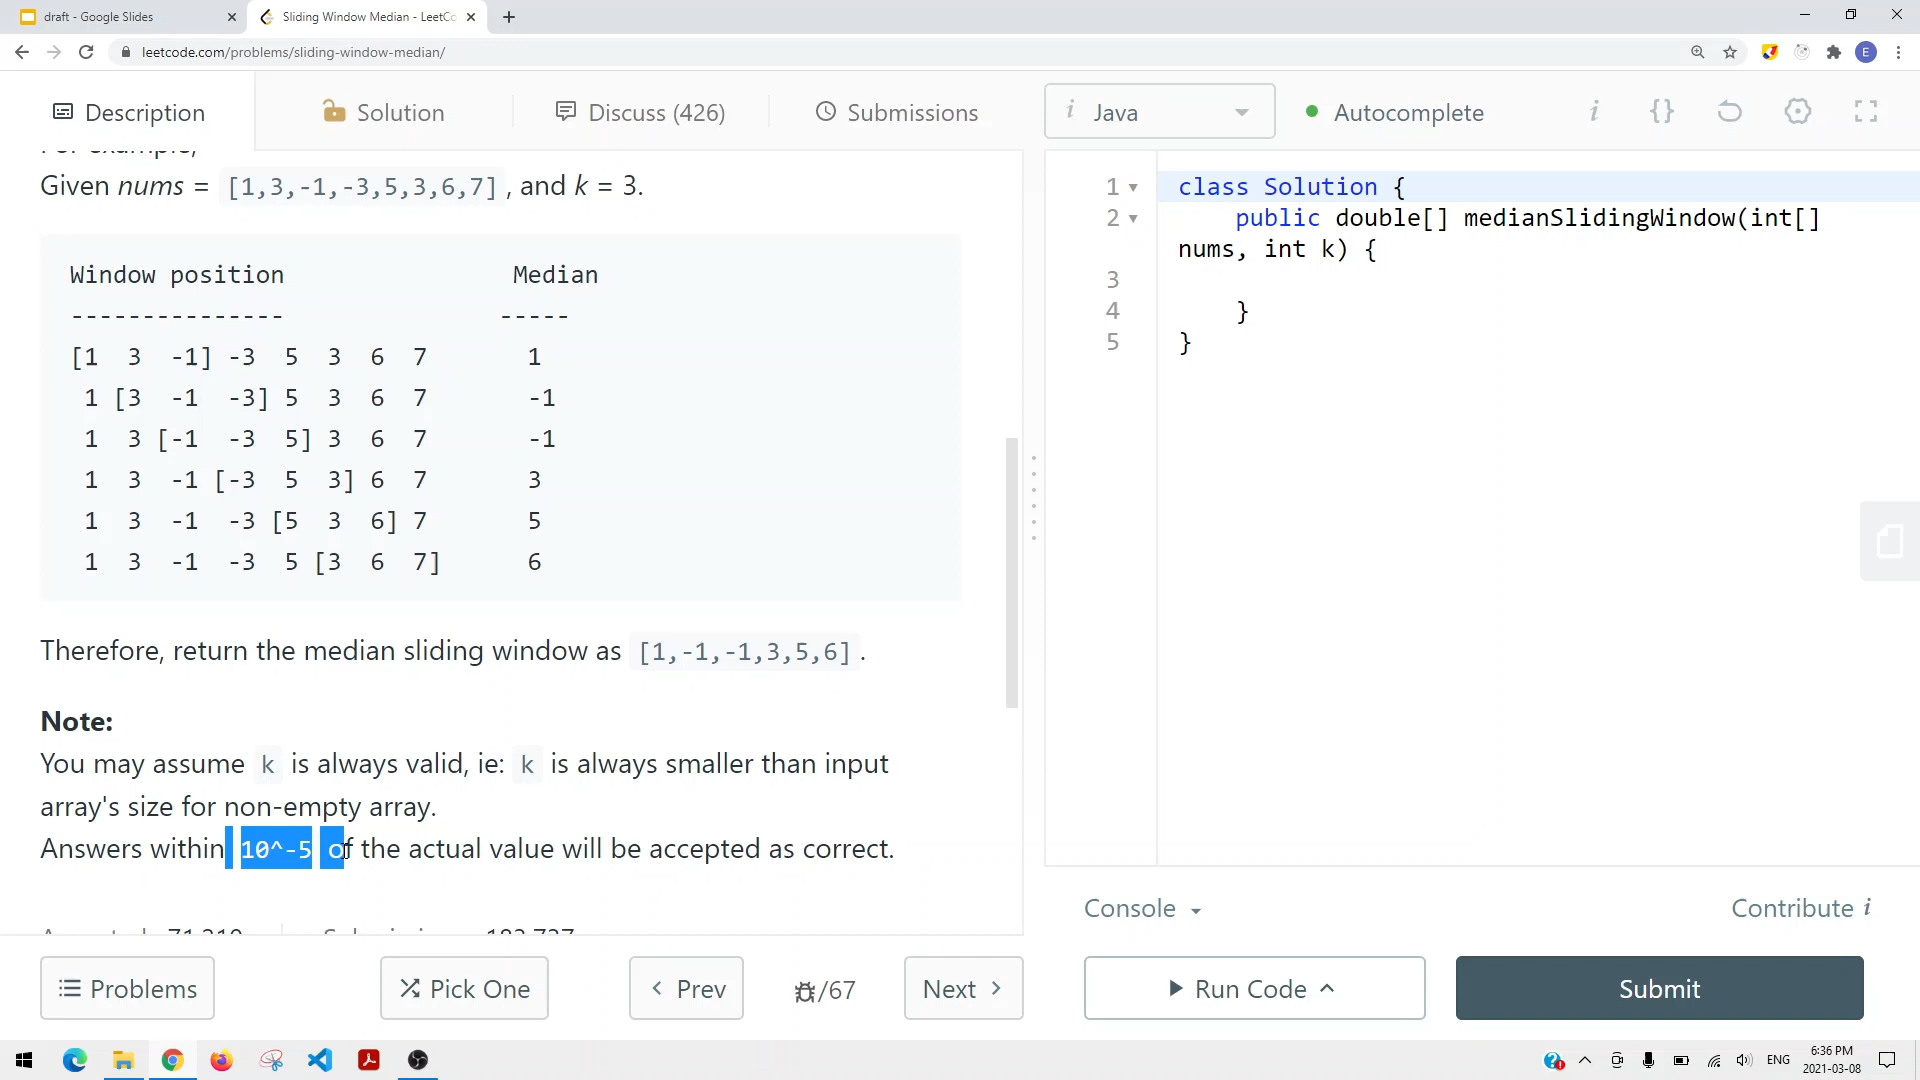 draft - Google Slides
Sliding Window Median - LeetCo
leetcode.com/problems/sliding-window-median/
E
Description
Solution
Discuss (426)
Submissions
i Java
Autocomplete
For example,
Given nums = [1,3,-1,-3,5,3,6,7] , and k = 3.
Window position Median
--------------- -----
[1 3 -1] -3 5 3 6 7 1
1 [3 -1 -3] 5 3 6 7 -1
1 3 [-1 -3 5] 3 6 7 -1
1 3 -1 [-3 5 3] 6 7 3
1 3 -1 -3 [5 3 6] 7 5
1 3 -1 -3 5 [3 6 7] 6
Therefore, return the median sliding window as [1,-1,-1,3,5,6] .
Note:
You may assume k is always valid, ie: k is always smaller than input
array's size for non-empty array.
Answers within 10^-5 of the actual value will be accepted as correct.
1 class Solution {
2 public double[] medianSlidingWindow(int[]
nums, int k) {
3
4 }
5 }
Console
Contribute i
Problems
Pick One
Prev
/67
Next
Run Code
Submit
ENG
6:36 PM
2021-03-08